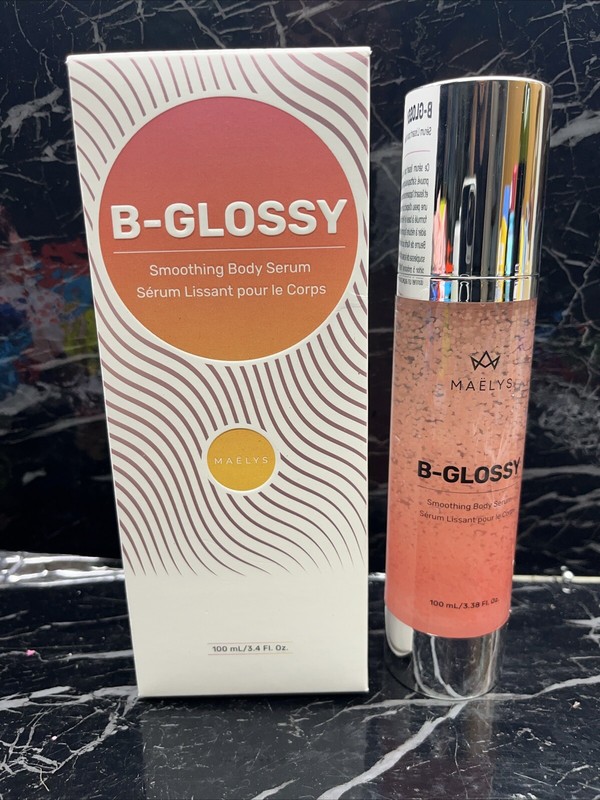 B-GLOSSY
Smoothing Body Serum
Sérum Lissant pour le Corps
MAËLYS
100 mL/3.4 Fl. Oz.
MAËLYS
B-GLOSSY
Smoothing Body Serum
Sérum Lissant pour le Corps
100 mL/3.38 Fl. Oz.